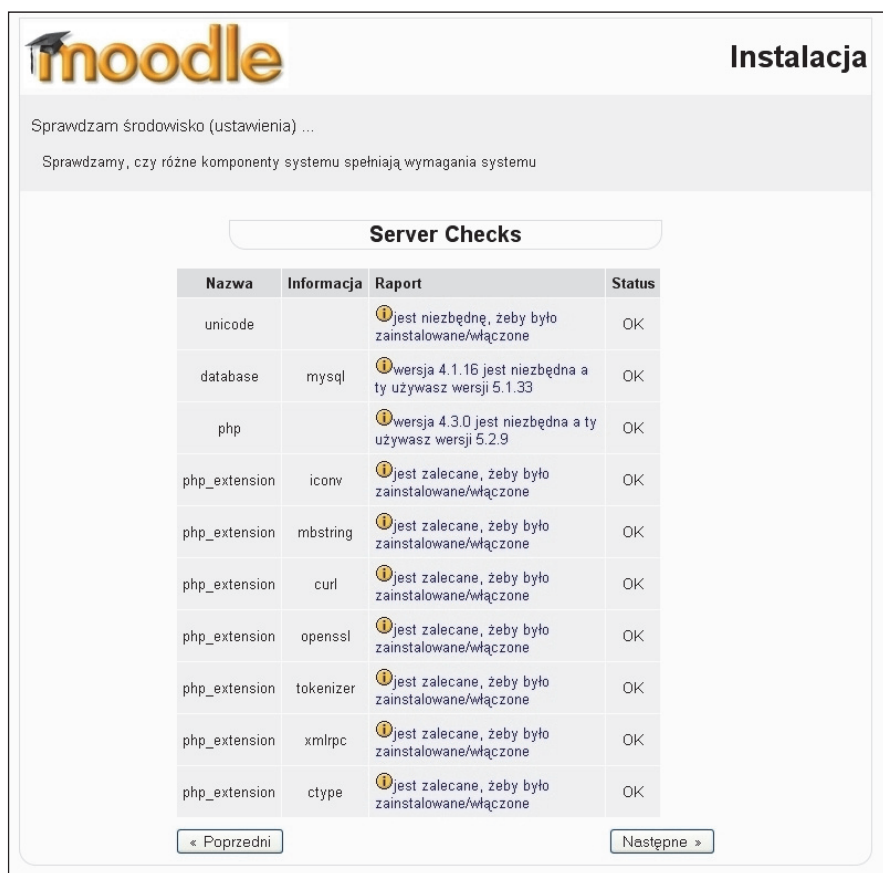 moodle
Instalacja
Sprawdzam środowisko (ustawienia) ...
Sprawdzamy, czy różne komponenty systemu spełniają wymagania systemu
Server Checks
Nazwa Informacja Raport Status
unicode jest niezbędnę, żeby było zainstalowane/włączone OK
database mysql wersja 4.1.16 jest niezbędna a ty używasz wersji 5.1.33 OK
php wersja 4.3.0 jest niezbędna a ty używasz wersji 5.2.9 OK
php_extension iconv jest zalecane, żeby było zainstalowane/włączone OK
php_extension mbstring jest zalecane, żeby było zainstalowane/włączone OK
php_extension curl jest zalecane, żeby było zainstalowane/włączone OK
php_extension openssl jest zalecane, żeby było zainstalowane/włączone OK
php_extension tokenizer jest zalecane, żeby było zainstalowane/włączone OK
php_extension xmlrpc jest zalecane, żeby było zainstalowane/włączone OK
php_extension ctype jest zalecane, żeby było zainstalowane/włączone OK
« Poprzedni Następne »